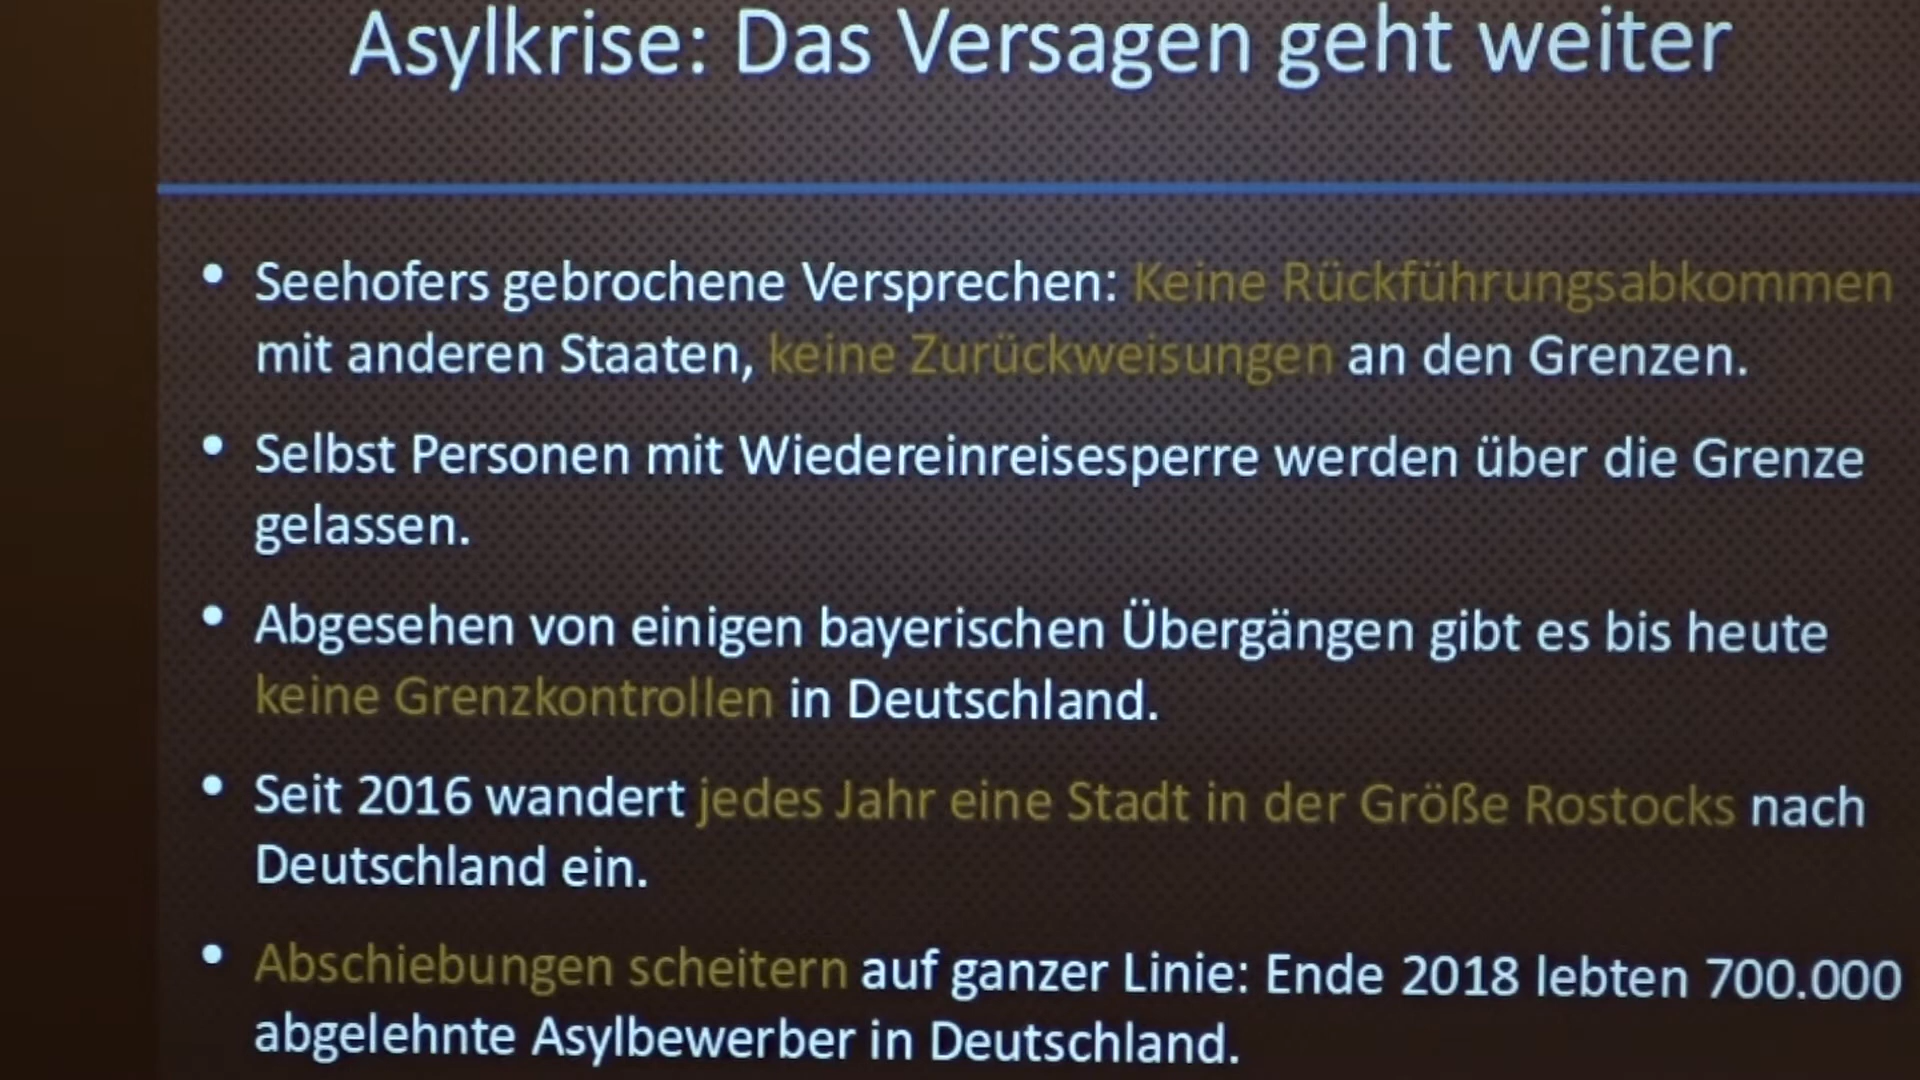 Asylkrise: Das Versagen geht weiter
• Seehofers gebrochene Versprechen: Keine Rückführungsabkommen
mit anderen Staaten, keine Zurückweisungen an den Grenzen.
• Selbst Personen mit Wiedereinreisesperre werden über die Grenze
gelassen.
• Abgesehen von einigen bayerischen Übergängen gibt es bis heute
keine Grenzkontrollen in Deutschland.
• Seit 2016 wandert jedes Jahr eine Stadt in der Größe Rostocks nach
Deutschland ein.
• Abschiebungen scheitern auf ganzer Linie: Ende 2018 lebten 700.000
abgelehnte Asylbewerber in Deutschland.